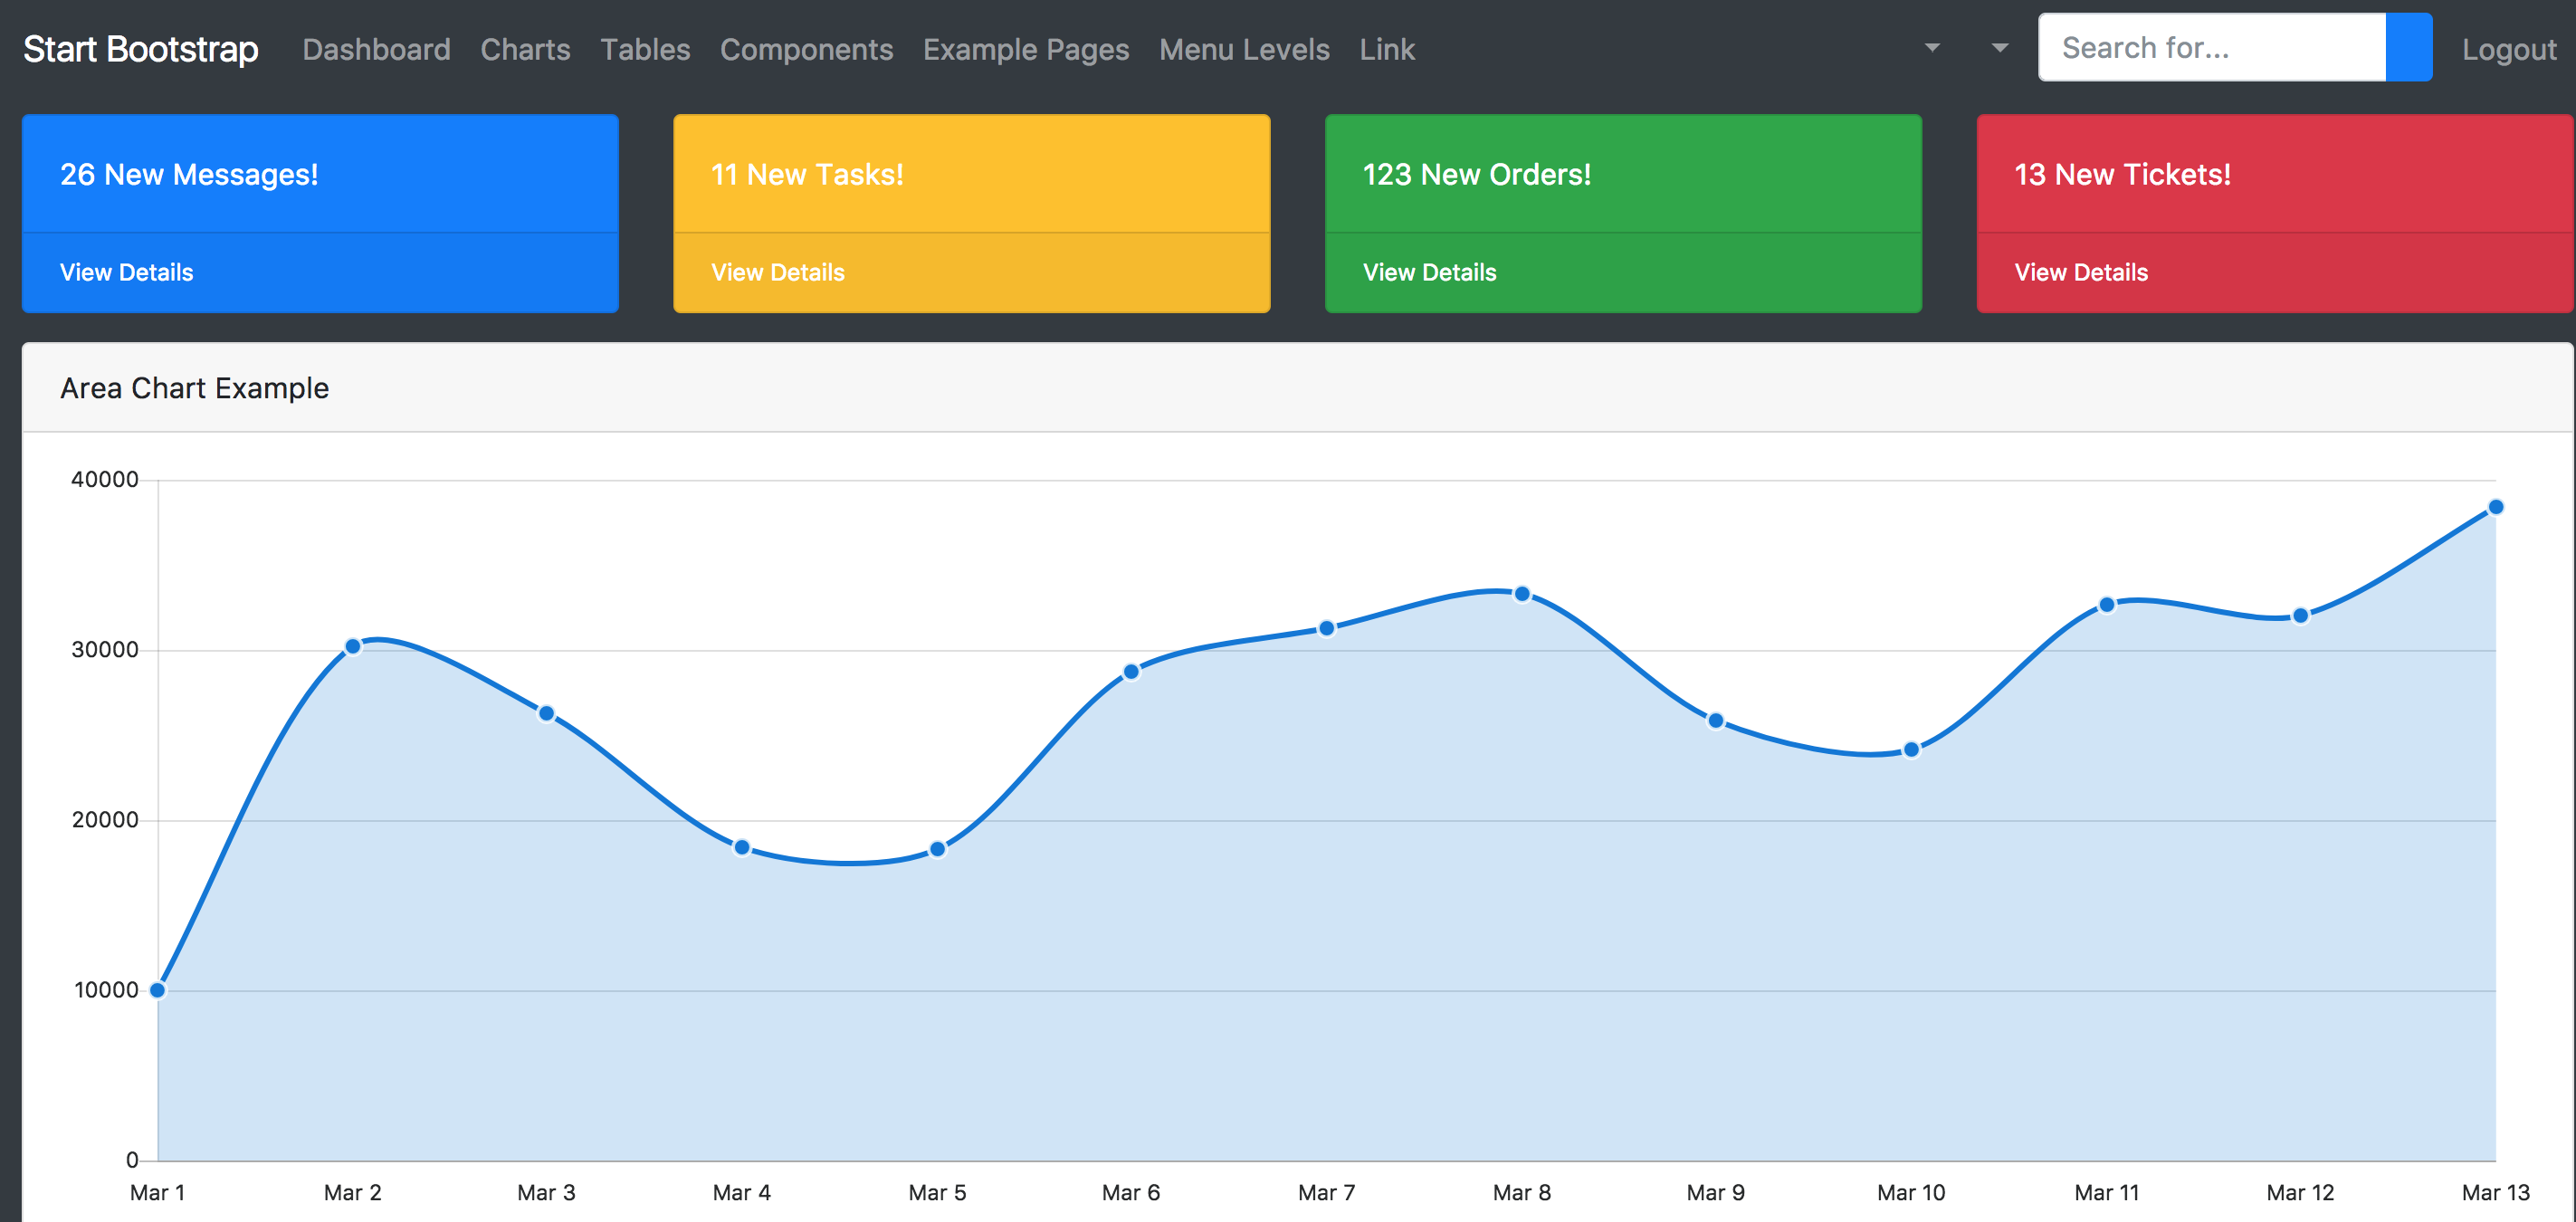 Start Bootstrap Dashboard Charts Tables Components Example Pages Menu Levels Link Search for... Logout
26 New Messages! 11 New Tasks! 123 New Orders! 13 New Tickets!
View Details View Details View Details View Details
Area Chart Example
40000
30000
20000
10000
0
Mar 1 Mar 2 Mar 3 Mar 4 Mar 5 Mar 6 Mar 7 Mar 8 Mar 9 Mar 10 Mar 11 Mar 12 Mar 13